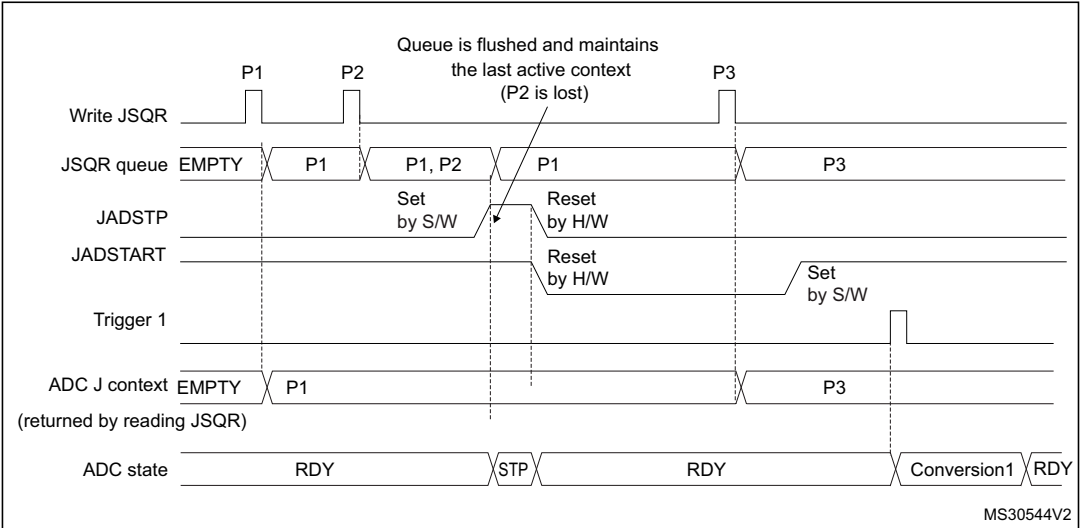 Queue is flushed and maintains
the last active context
(P2 is lost)
P1 P2 P3
Write JSQR
JSQR queue EMPTY P1 P1, P2 P1 P3
Set Reset
by S/W by H/W
JADSTP
JADSTART
Reset
by H/W
Set
by S/W
Trigger 1
ADC J context EMPTY P1 P3
(returned by reading JSQR)
ADC state RDY STP RDY Conversion1 RDY
MS30544V2